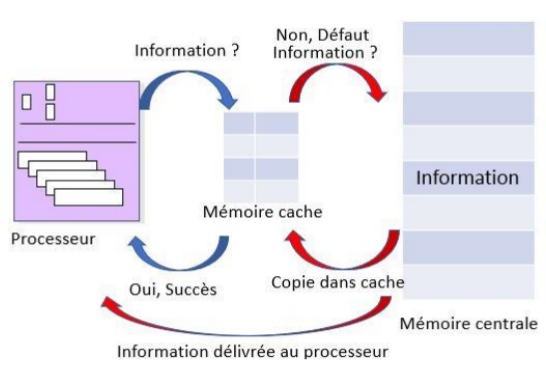 Non, Défaut
Information ?
Information ?
Information
Mémoire cache
Processeur
Oui, Succès
Copie dans cache
Mémoire centrale
Information délivrée au processeur